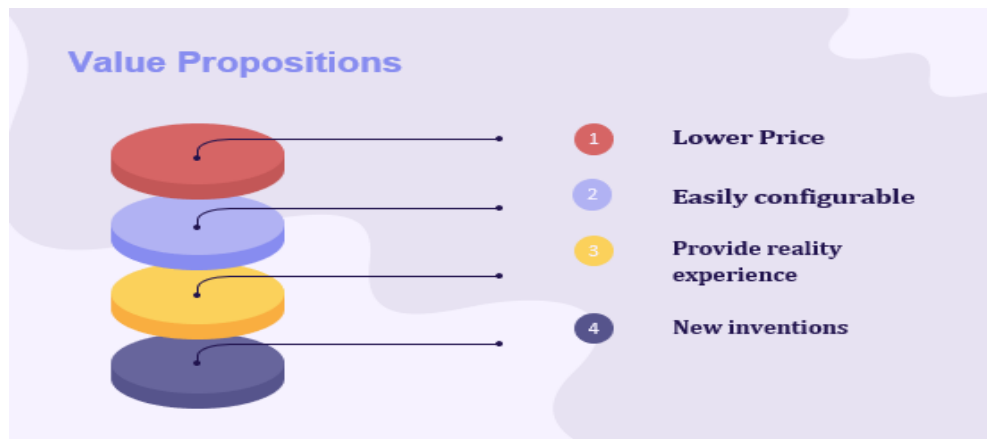 Value Propositions
1 Lower Price
2 Easily configurable
3 Provide reality
experience
4 New inventions